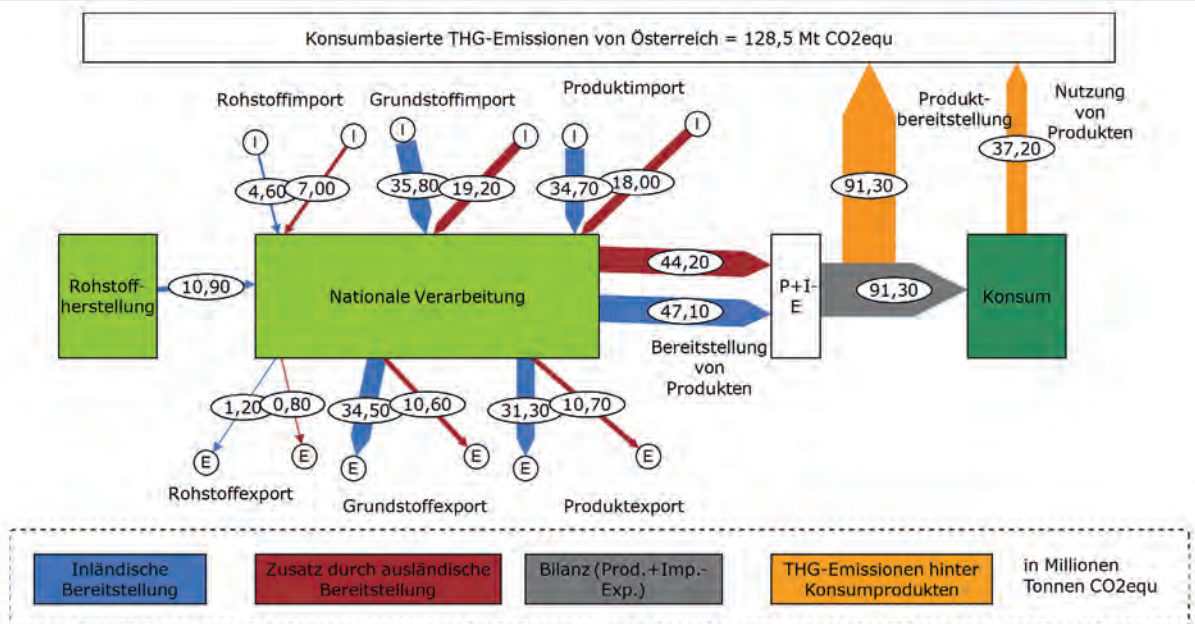 Konsumbasierte THG-Emissionen von Österreich = 128,5 Mt CO2equ
Rohstoffimport
Grundstoffimport
Produktimport
Produkt-
bereitstellung
Nutzung
von
Produkten
I
I
I
I
I
I
4,60
7,00
35,80
19,20
34,70
18,00
91,30
37,20
Rohstoff-
herstellung
10,90
Nationale Verarbeitung
44,20
47,10
P+I-
E
91,30
Konsum
Bereitstellung
von
Produkten
1,20
0,80
34,50
10,60
31,30
10,70
E
E
E
E
E
E
Rohstoffexport
Grundstoffexport
Produktexport
Inländische
Bereitstellung
Zusatz durch ausländische
Bereitstellung
Bilanz (Prod.+Imp.-
Exp.)
THG-Emissionen hinter
Konsumprodukten
in Millionen
Tonnen CO2equ